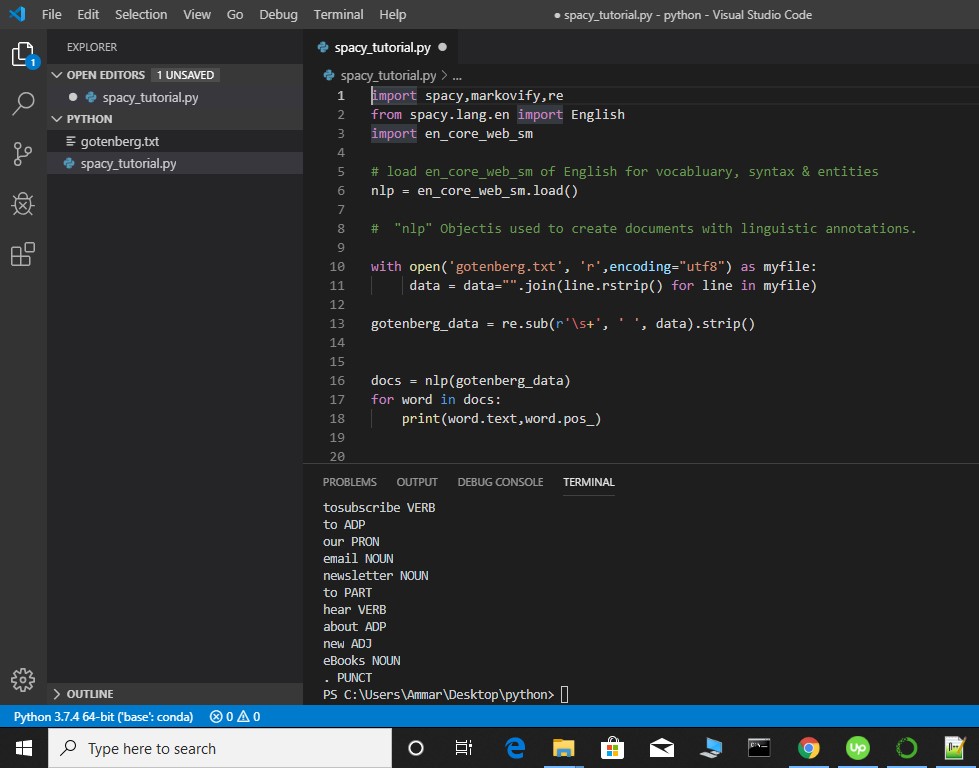 File Edit Selection View Go Debug Terminal Help
● spacy_tutorial.py - python - Visual Studio Code
1
EXPLORER
OPEN EDITORS 1 UNSAVED
spacy_tutorial.py
PYTHON
gotenberg.txt
spacy_tutorial.py
OUTLINE
spacy_tutorial.py
spacy_tutorial.py > ...
1 import spacy,markovify,re
2 from spacy.lang.en import English
3 import en_core_web_sm
4
5 # load en_core_web_sm of English for vocabluary, syntax & entities
6 nlp = en_core_web_sm.load()
7
8 #  "nlp" Objectis used to create documents with linguistic annotations.
9
10 with open('gotenberg.txt', 'r',encoding="utf8") as myfile:
11     data = data="".join(line.rstrip() for line in myfile)
12
13 gotenberg_data = re.sub(r'\s+', ' ', data).strip()
14
15
16 docs = nlp(gotenberg_data)
17 for word in docs:
18     print(word.text,word.pos_)
19
20
PROBLEMS OUTPUT DEBUG CONSOLE TERMINAL
tosubscribe VERB
to ADP
our PRON
email NOUN
newsletter NOUN
to PART
hear VERB
about ADP
new ADJ
eBooks NOUN
. PUNCT
PS C:\Users\Ammar\Desktop\python>
Python 3.7.4 64-bit ('base': conda) 0 0
Type here to search
up